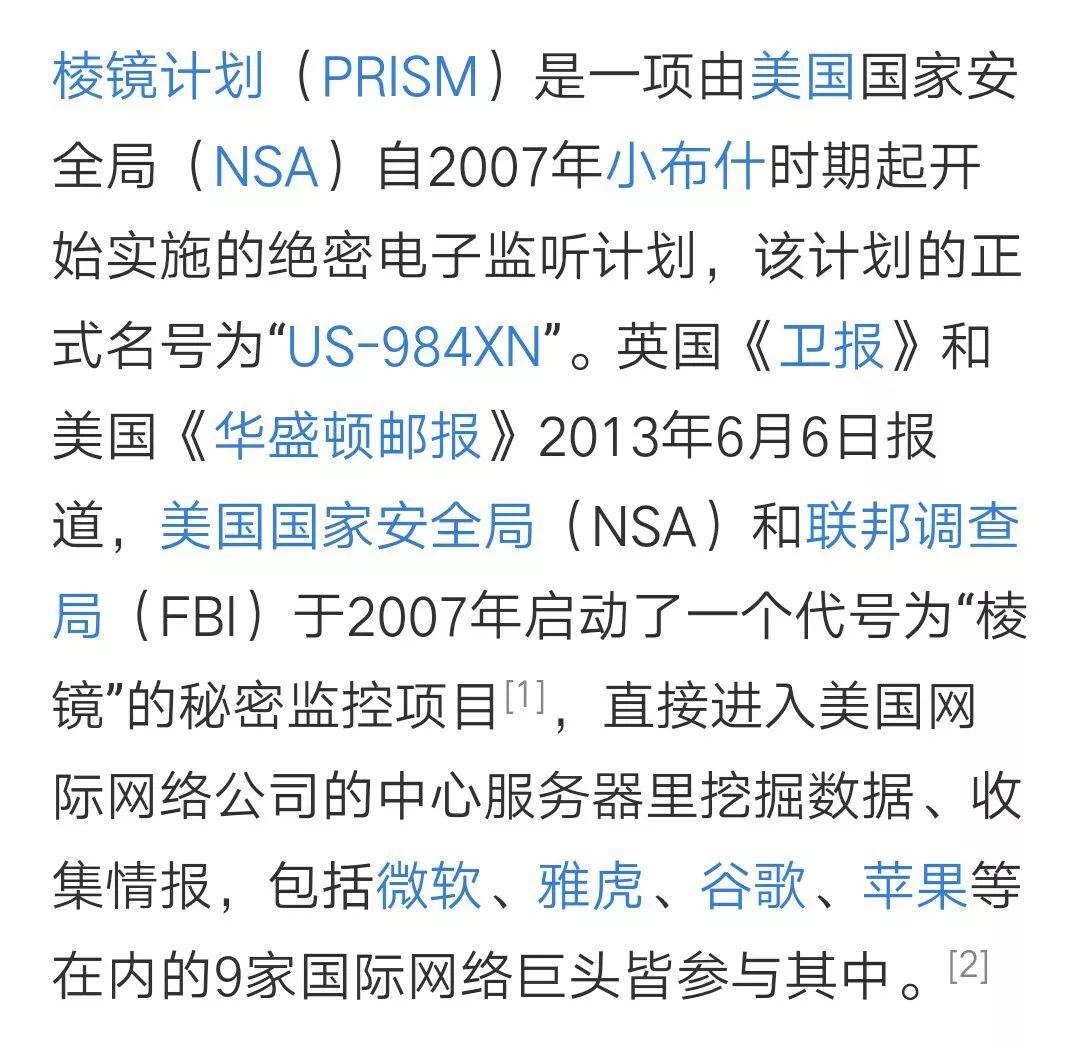 棱镜计划（PRISM）是一项由美国国家安
全局（NSA）自2007年小布什时期起开
始实施的绝密电子监听计划，该计划的正
式名号为“US-984XN”。英国《卫报》和
美国《华盛顿邮报》2013年6月6日报
道，美国国家安全局（NSA）和联邦调查
局（FBI）于2007年启动了一个代号为“棱
镜”的秘密监控项目[1]，直接进入美国网
际网络公司的中心服务器里挖掘数据、收
集情报，包括微软、雅虎、谷歌、苹果等
在内的9家国际网络巨头皆参与其中。[2]